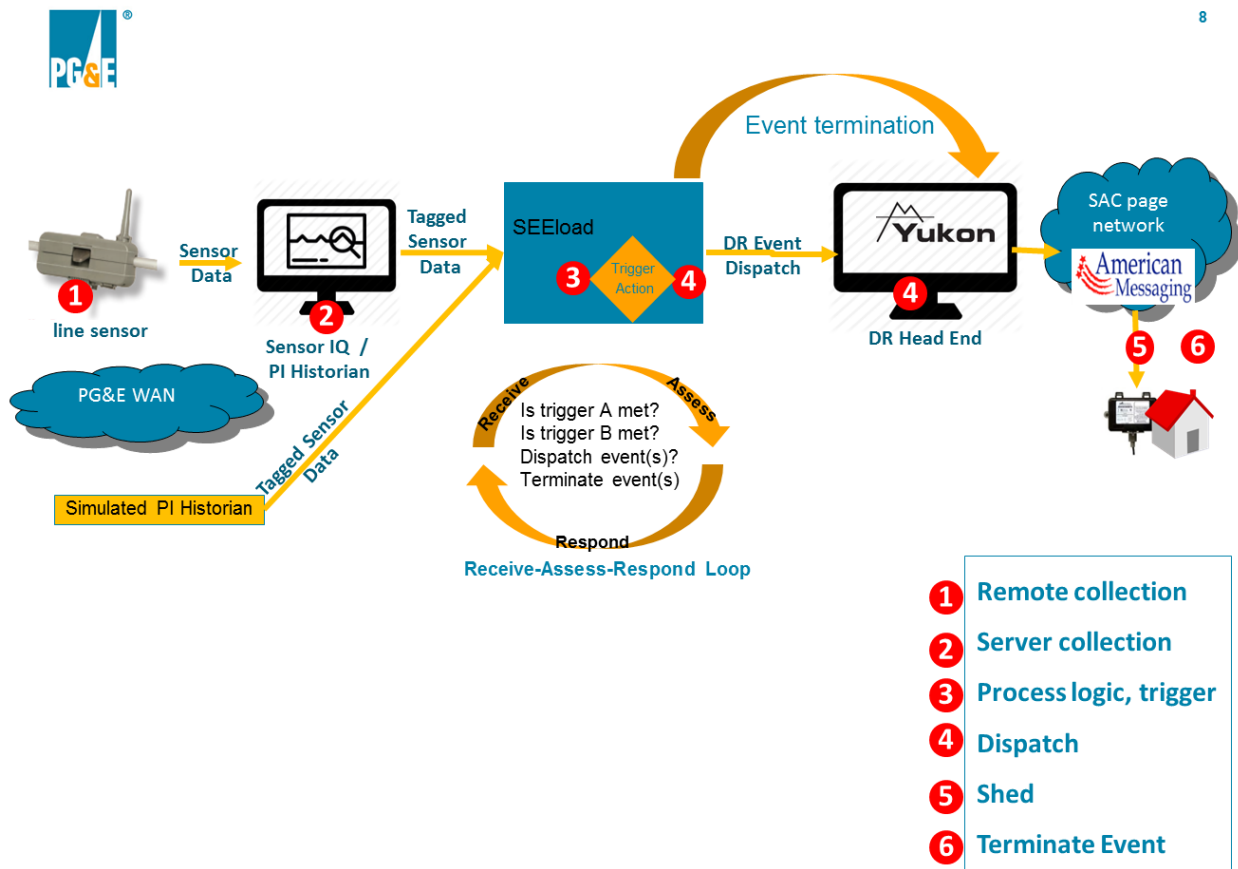 8
PG&E
®
Event termination
SAC page
network
American
Messaging
Yukon
SEEload
Tagged
Sensor
Data
Sensor
Data
DR Event
Dispatch
3
Trigger
Action
4
1
line sensor
2
Sensor IQ /
PI Historian
4
DR Head End
5
6
PG&E WAN
Receive
Assess
Is trigger A met?
Is trigger B met?
Dispatch event(s)?
Terminate event(s)
Respond
Receive-Assess-Respond Loop
Tagged Sensor
Data
Simulated PI Historian
1 Remote collection
2 Server collection
3 Process logic, trigger
4 Dispatch
5 Shed
6 Terminate Event